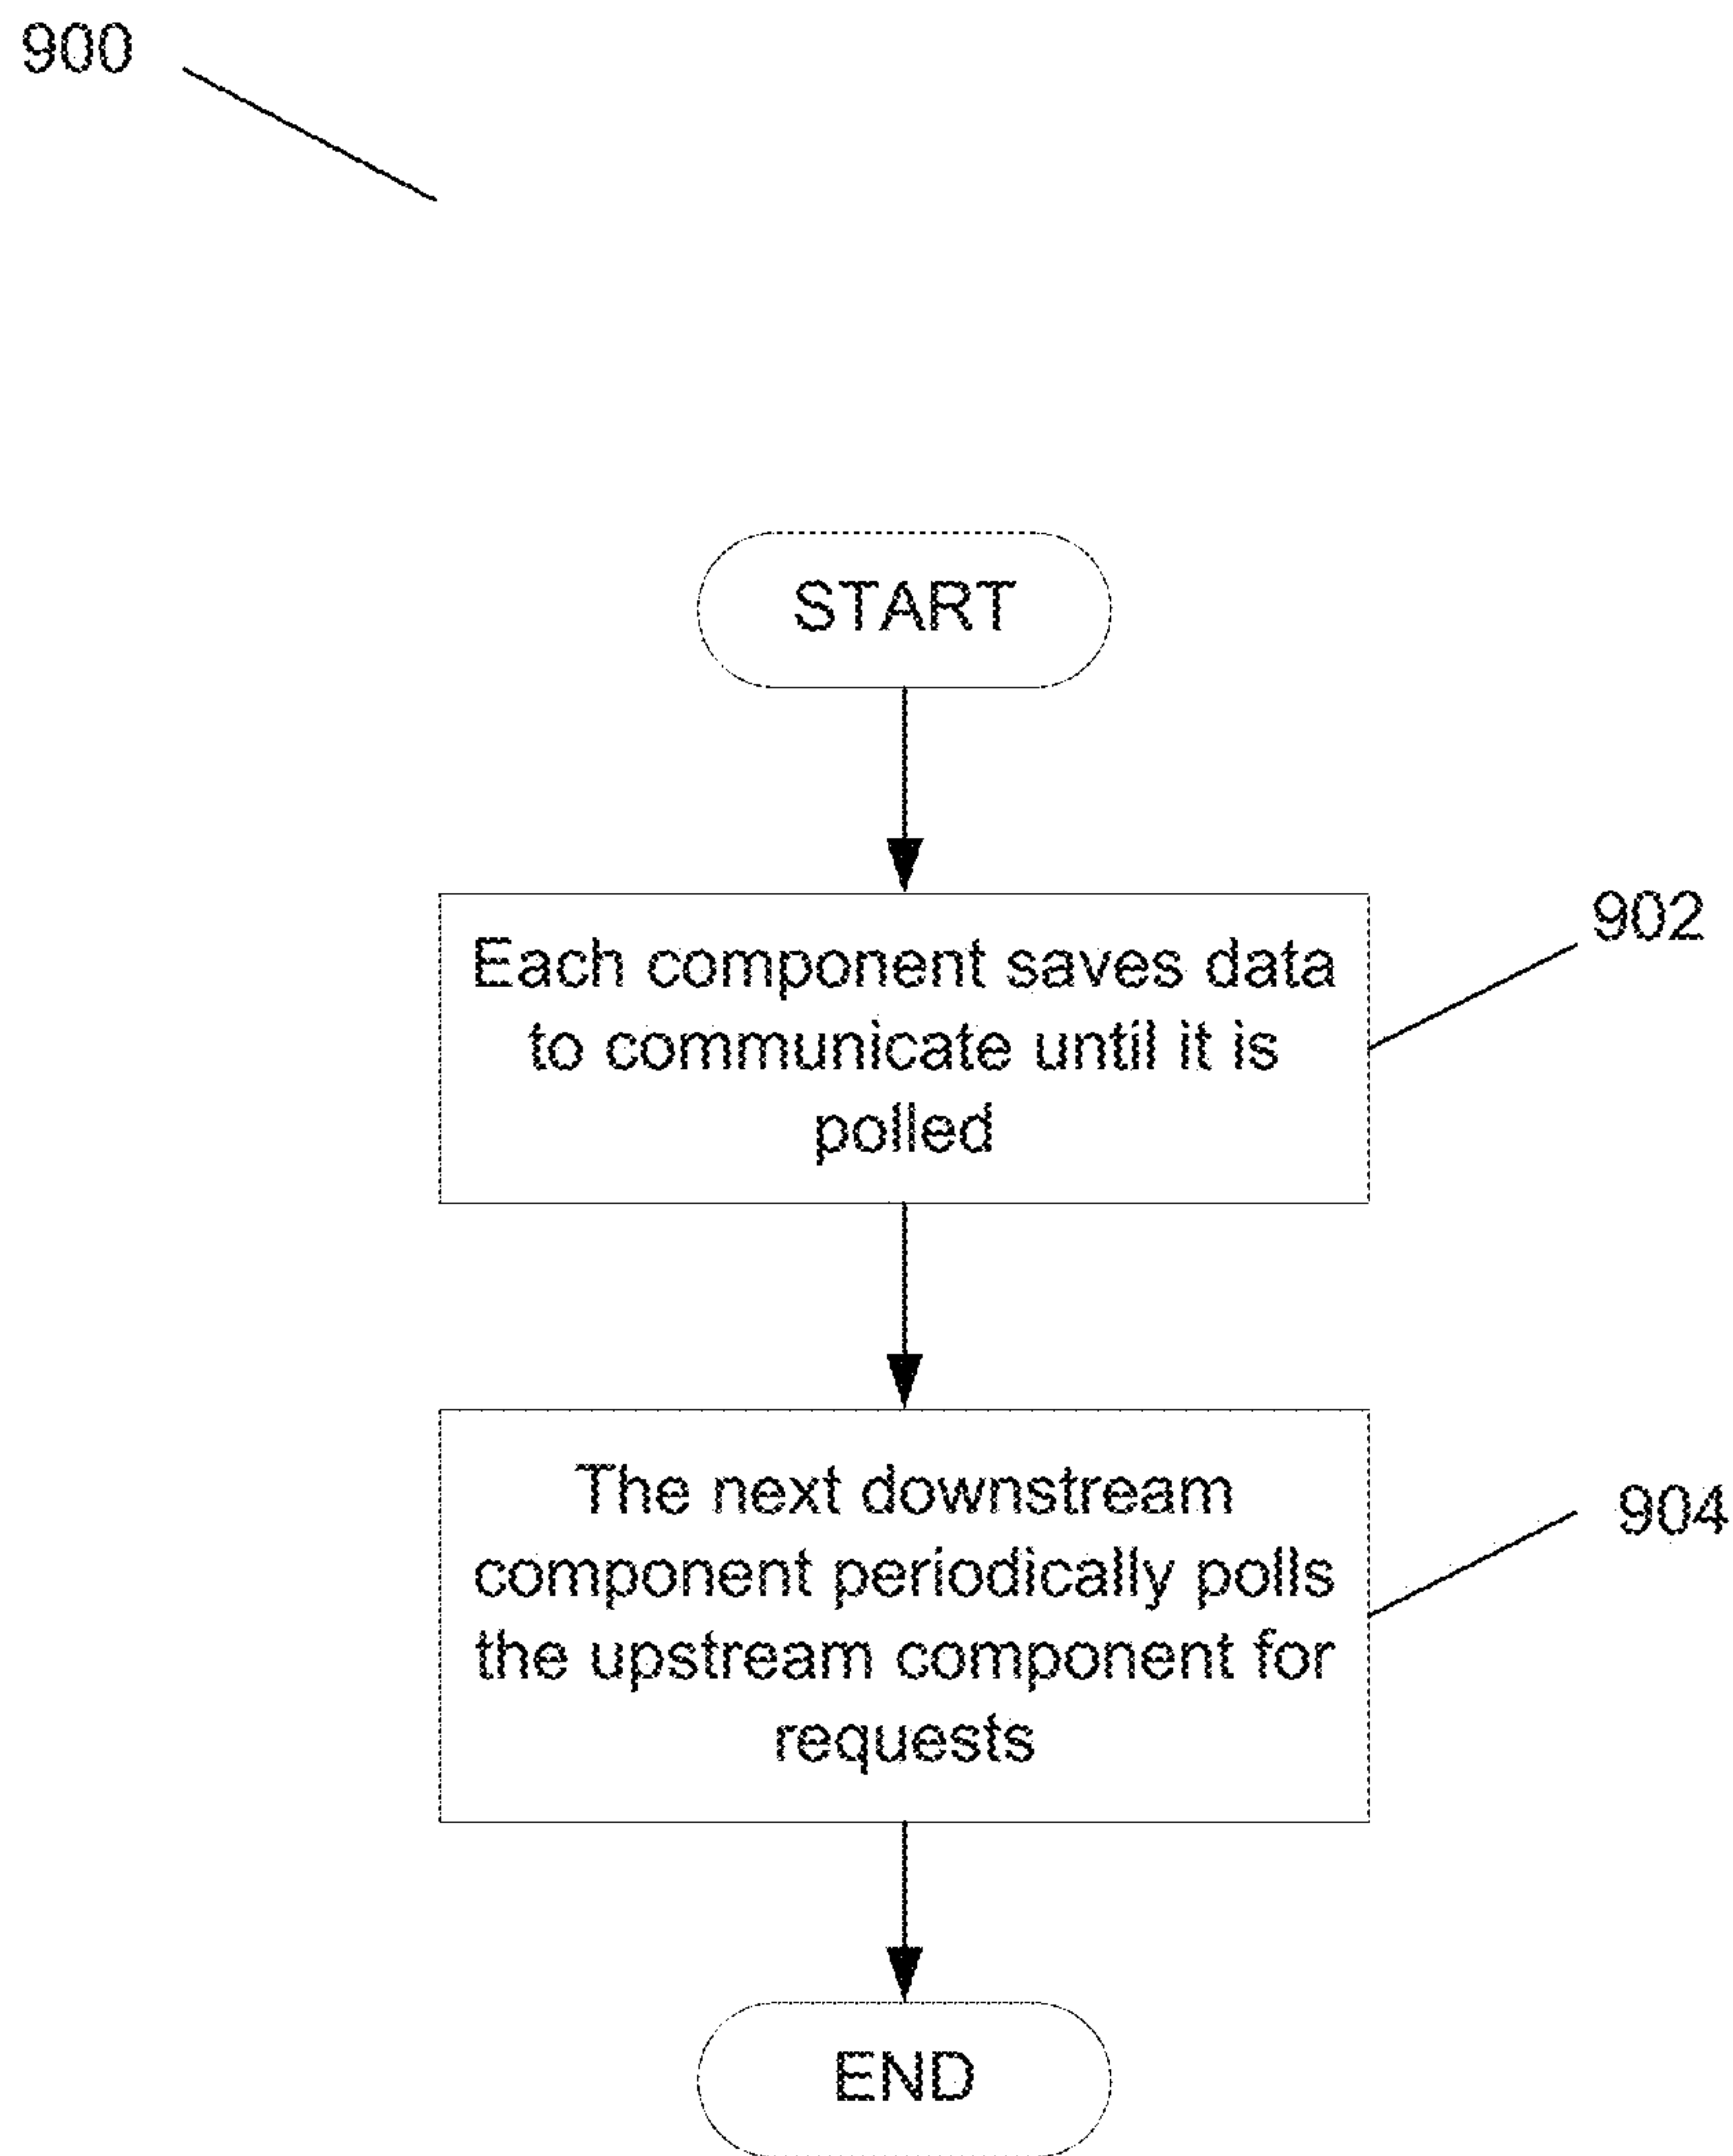 900
START
Each component saves data
to communicate until it is
polled
902
The next downstream
component periodically polls
the upstream component for
requests
904
END